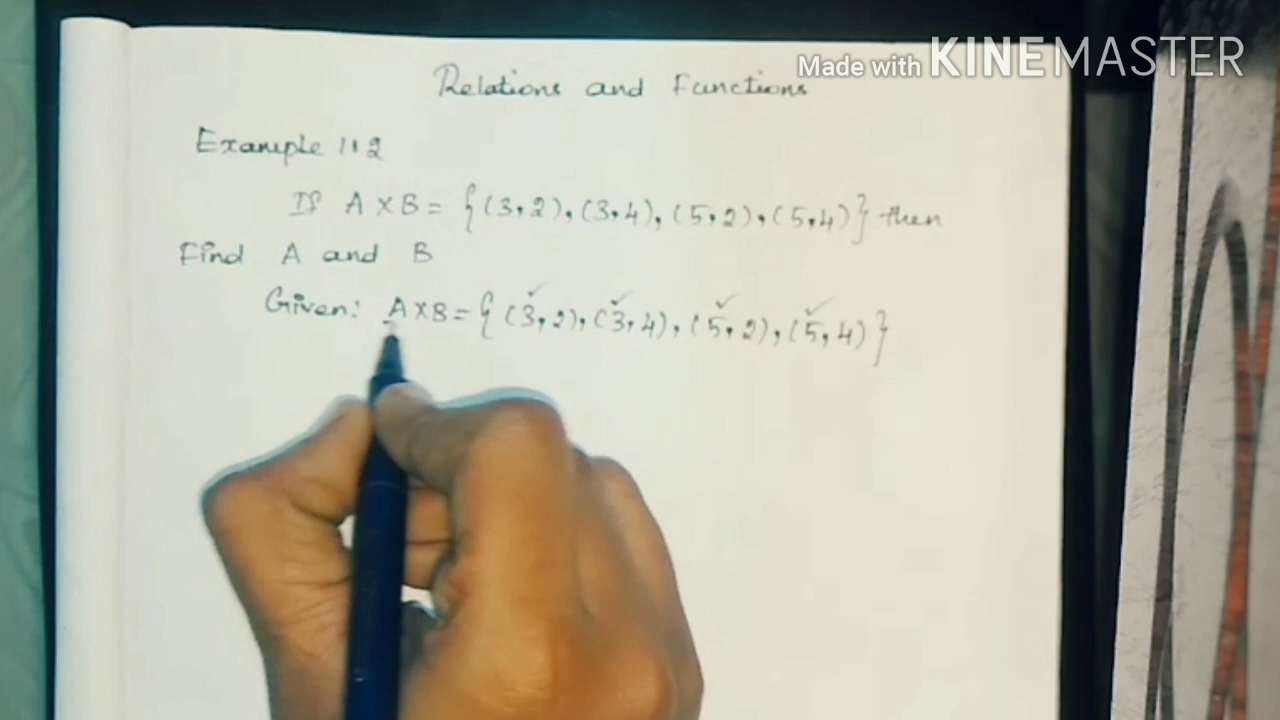 Made with KINEMASTER
Relations and Functions
Example 1.2
If A × B = {(3,2), (3,4), (5,2), (5,4)} then
Find A and B
Given: A×B = {(3,2), (3,4), (5,2), (5,4)}